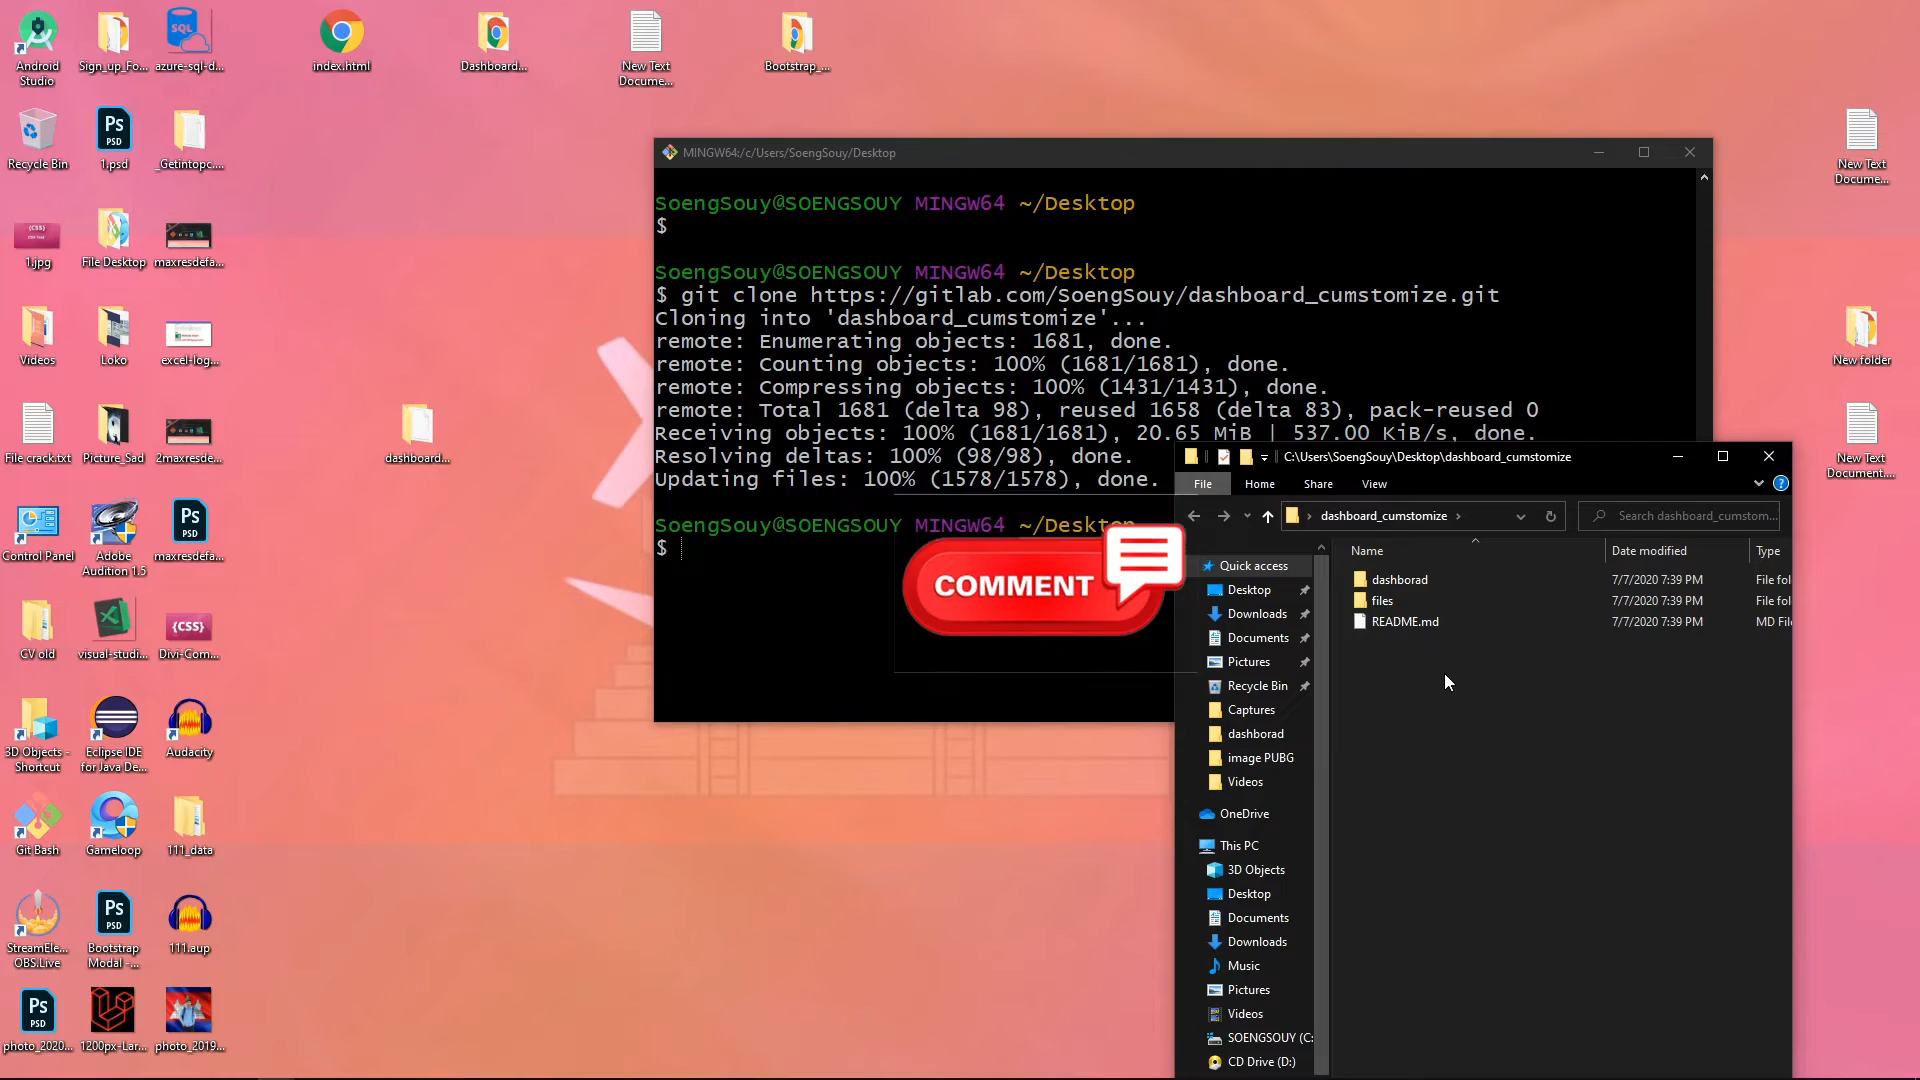 Android
Studio
Sign_up_Fo...
azure-sql-d...
index.html
Dashboard...
New Text
Docume...
Bootstrap_...
Recycle Bin
1.psd
_Getintopc....
New Text
Docume...
1.jpg
File Desktop
maxresdefa...
Videos
Loko
excel-log...
New folder
File crack.txt
Picture_Sad
2maxresde...
dashboard...
New Text
Document....
Control Panel
Adobe
Audition 1.5
maxresdefa...
CV old
visual-studi...
{CSS}
Divi-Com...
3D Objects -
Shortcut
Eclipse IDE
for Java De...
Audacity
Git Bash
Gameloop
111_data
StreamEle...
OBS.Live
Bootstrap
Modal -...
111.aup
photo_2020...
1200px-Lar...
photo_2019...
MINGW64:/c/Users/SoengSouy/Desktop
SoengSouy@SOENGSOUY MINGW64 ~/Desktop
$
SoengSouy@SOENGSOUY MINGW64 ~/Desktop
$ git clone https://gitlab.com/SoengSouy/dashboard_cumstomize.git
Cloning into 'dashboard_cumstomize'...
remote: Enumerating objects: 1681, done.
remote: Counting objects: 100% (1681/1681), done.
remote: Compressing objects: 100% (1431/1431), done.
remote: Total 1681 (delta 98), reused 1658 (delta 83), pack-reused 0
Receiving objects: 100% (1681/1681), 20.65 MiB | 537.00 KiB/s, done.
Resolving deltas: 100% (98/98), done.
Updating files: 100% (1578/1578), done.
SoengSouy@SOENGSOUY MINGW64 ~/Desktop
$
COMMENT
C:\Users\SoengSouy\Desktop\dashboard_cumstomize
File Home Share View
dashboard_cumstomize
Search dashboard_cumstom...
Name Date modified Type
dashborad 7/7/2020 7:39 PM File fol
files 7/7/2020 7:39 PM File fol
README.md 7/7/2020 7:39 PM MD File
Quick access
Desktop
Downloads
Documents
Pictures
Recycle Bin
Captures
dashborad
image PUBG
Videos
OneDrive
This PC
3D Objects
Desktop
Documents
Downloads
Music
Pictures
Videos
SOENGSOUY (C:
CD Drive (D:)